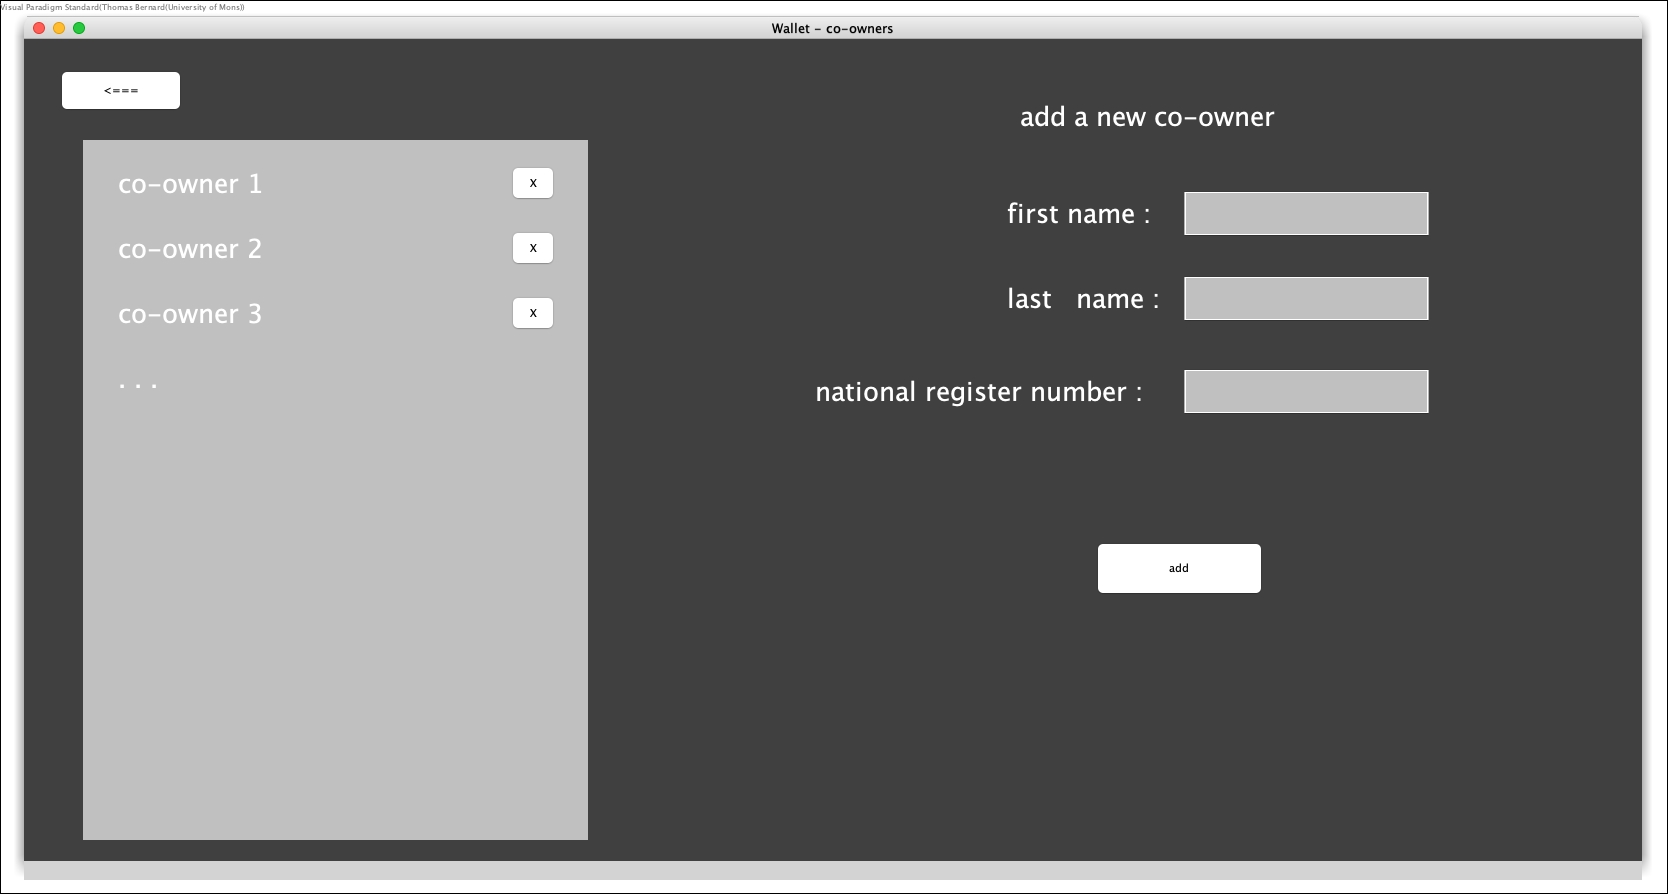 Visual Paradigm Standard(Thomas Bernard(University of Mons))
Wallet - co-owners
<===
co-owner 1
X
co-owner 2
X
co-owner 3
X
. . .
add a new co-owner
first name :
last name :
national register number :
add